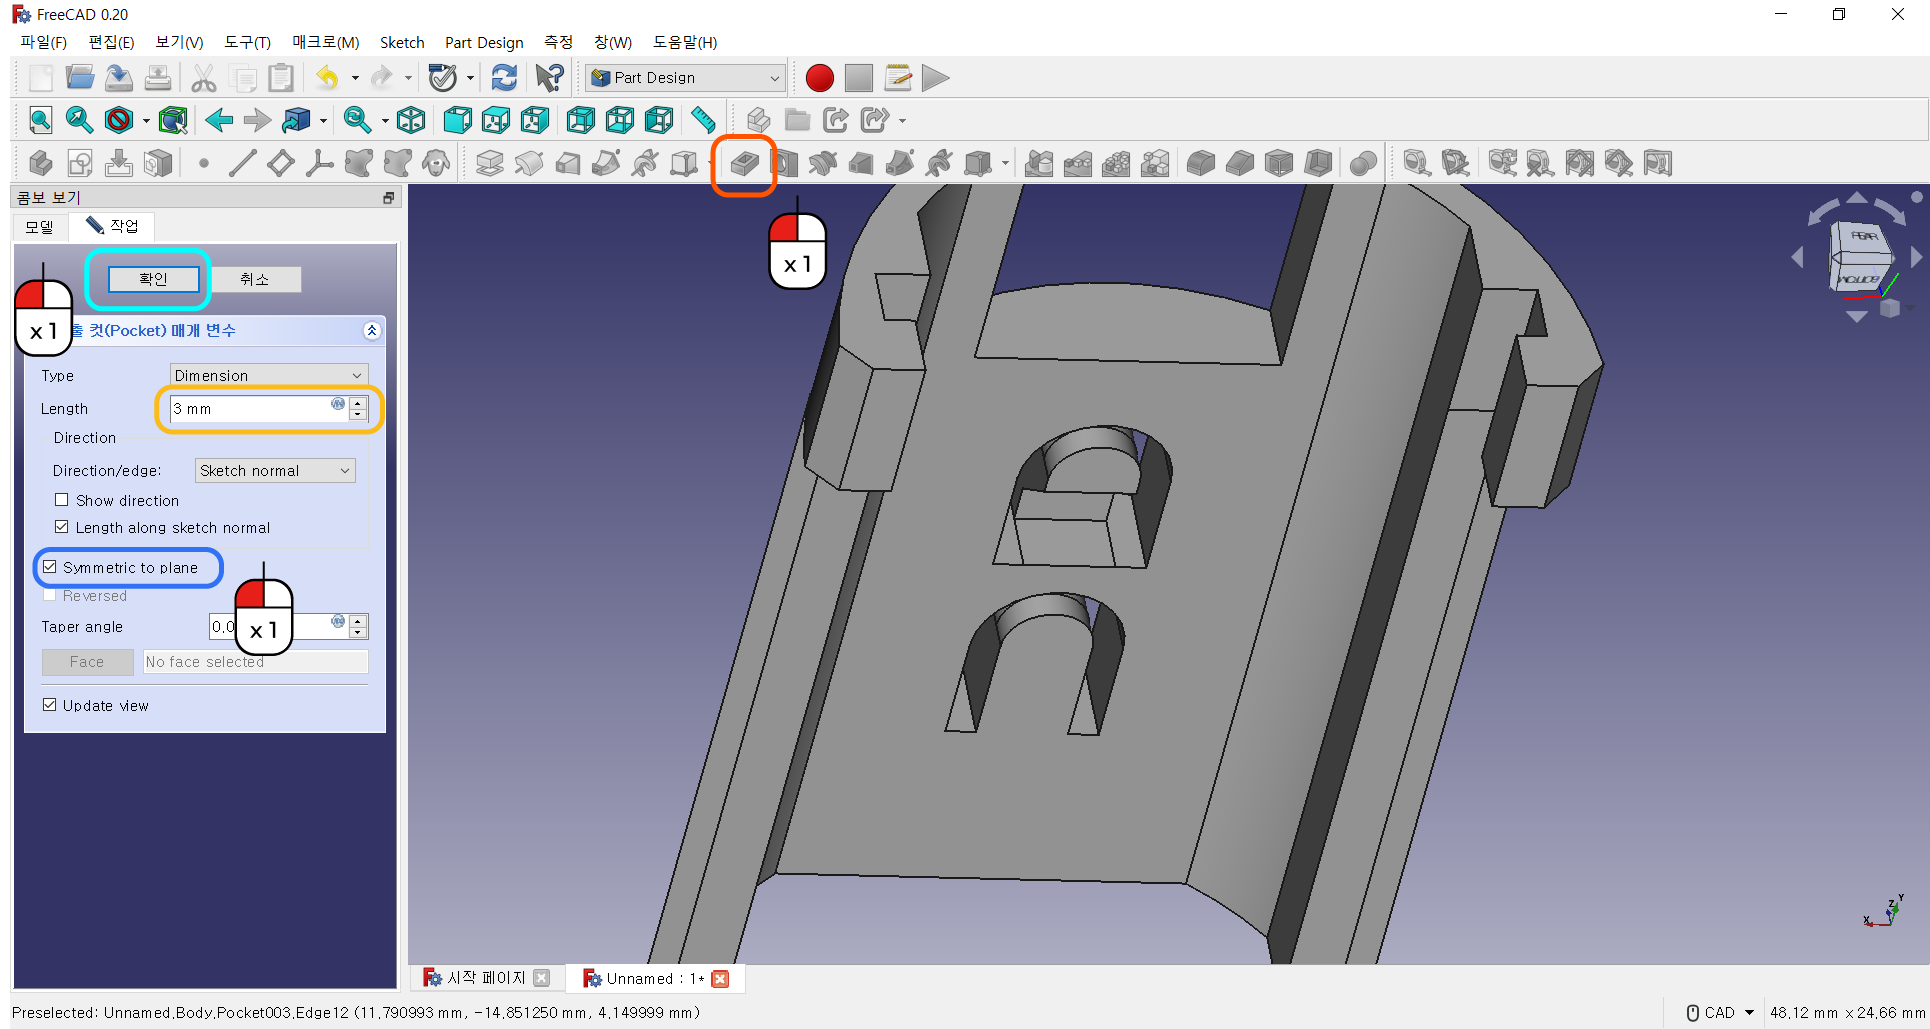 FreeCAD 0.20
파일(F) 편집(E) 보기(V) 도구(T) 매크로(M) Sketch Part Design 측정 창(W) 도움말(H)
Part Design
콤보 보기
모델 작업
확인 취소
x 1
x 1
컷(Pocket) 매개 변수
Type Dimension
Length 3 mm
Direction
Direction/edge: Sketch normal
Show direction
Length along sketch normal
Symmetric to plane
Reversed
Taper angle 0.0
x 1
Face No face selected
Update view
REAR
X Z Y
시작 페이지 Unnamed : 1*
Preselected: Unnamed.Body.Pocket003.Edge12 (11.790993 mm, -14.851250 mm, 4.149999 mm)
CAD 48.12 mm x 24.66 mm